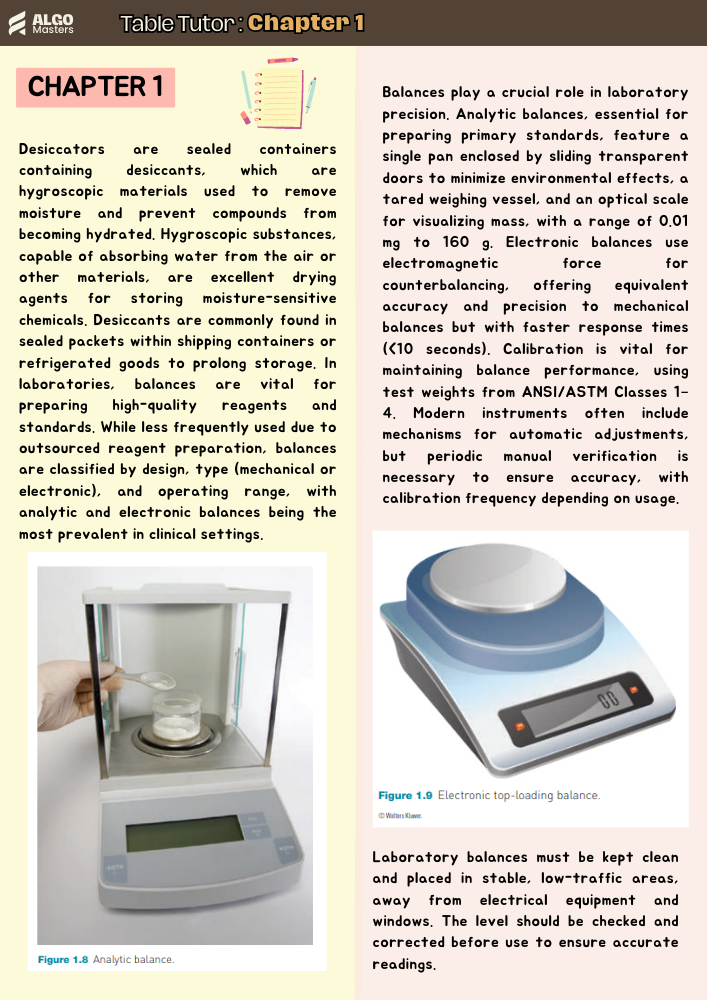 ALGO
Masters
Table Tutor : Chapter 1
CHAPTER 1
Desiccators are sealed containers
containing desiccants, which are
hygroscopic materials used to remove
moisture and prevent compounds from
becoming hydrated. Hygroscopic substances,
capable of absorbing water from the air or
other materials, are excellent drying
agents for storing moisture-sensitive
chemicals. Desiccants are commonly found in
sealed packets within shipping containers or
refrigerated goods to prolong storage. In
laboratories, balances are vital for
preparing high-quality reagents and
standards. While less frequently used due to
outsourced reagent preparation, balances
are classified by design, type (mechanical or
electronic), and operating range, with
analytic and electronic balances being the
most prevalent in clinical settings.
Figure 1.8 Analytic balance.
Balances play a crucial role in laboratory
precision. Analytic balances, essential for
preparing primary standards, feature a
single pan enclosed by sliding transparent
doors to minimize environmental effects, a
tared weighing vessel, and an optical scale
for visualizing mass, with a range of 0.01
mg to 160 g. Electronic balances use
electromagnetic force for
counterbalancing, offering equivalent
accuracy and precision to mechanical
balances but with faster response times
(<10 seconds). Calibration is vital for
maintaining balance performance, using
test weights from ANSI/ASTM Classes 1-
4. Modern instruments often include
mechanisms for automatic adjustments,
but periodic manual verification is
necessary to ensure accuracy, with
calibration frequency depending on usage.
0.0
Figure 1.9 Electronic top-loading balance.
© Wolters Kluwer.
Laboratory balances must be kept clean
and placed in stable, low-traffic areas,
away from electrical equipment and
windows. The level should be checked and
corrected before use to ensure accurate
readings.